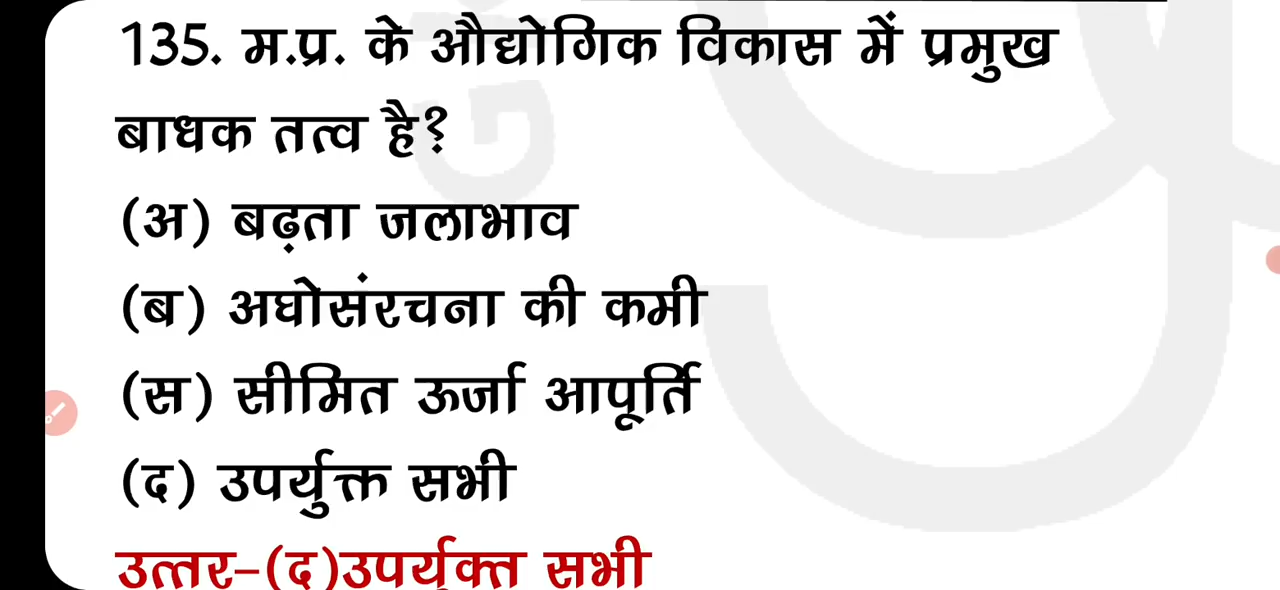 135. म.प्र. के औद्योगिक विकास में प्रमुख
बाधक तत्व है?
(अ) बढ़ता जलाभाव
(ब) अघोसंरचना की कमी
(स) सीमित ऊर्जा आपूर्ति
(द) उपर्युक्त सभी
उत्तर–(द)उपर्युक्त सभी